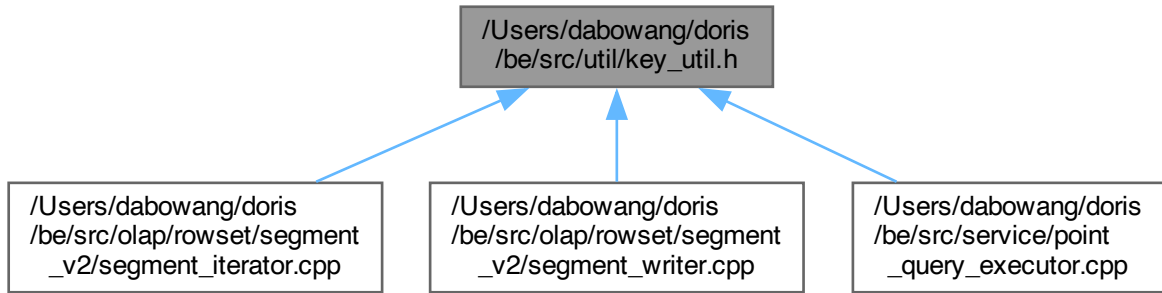 /Users/dabowang/doris
/be/src/util/key_util.h
/Users/dabowang/doris
/be/src/olap/rowset/segment
_v2/segment_iterator.cpp
/Users/dabowang/doris
/be/src/olap/rowset/segment
_v2/segment_writer.cpp
/Users/dabowang/doris
/be/src/service/point
_query_executor.cpp